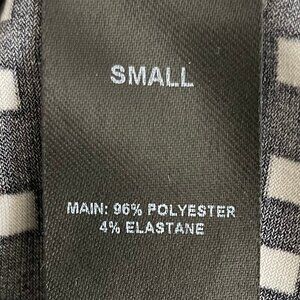 SMALL
MAIN: 96% POLYESTER
4% ELASTANE